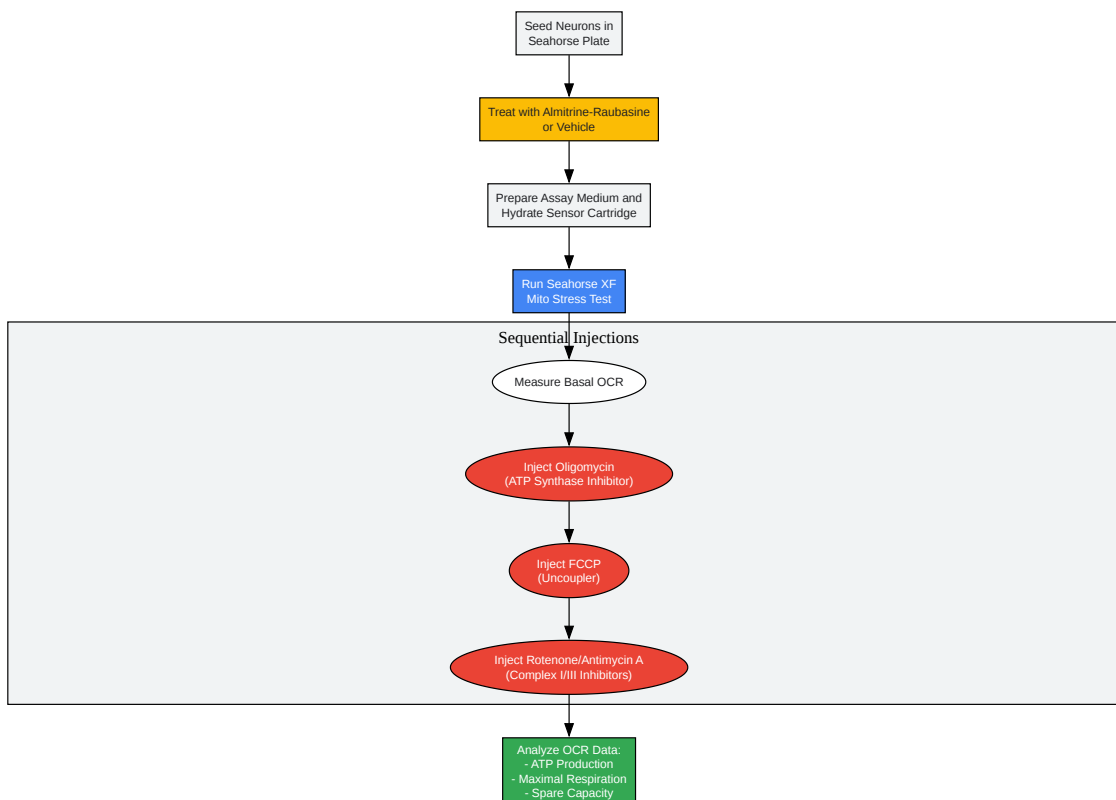 Seed Neurons in
Seahorse Plate
Treat with Almitrine-Raubasine
or Vehicle
Prepare Assay Medium and
Hydrate Sensor Cartridge
Run Seahorse XF
Mito Stress Test
Sequential Injections
Measure Basal OCR
Inject Oligomycin
(ATP Synthase Inhibitor)
Inject FCCP
(Uncoupler)
Inject Rotenone/Antimycin A
(Complex I/III Inhibitors)
Analyze OCR Data:
- ATP Production
- Maximal Respiration
- Spare Capacity